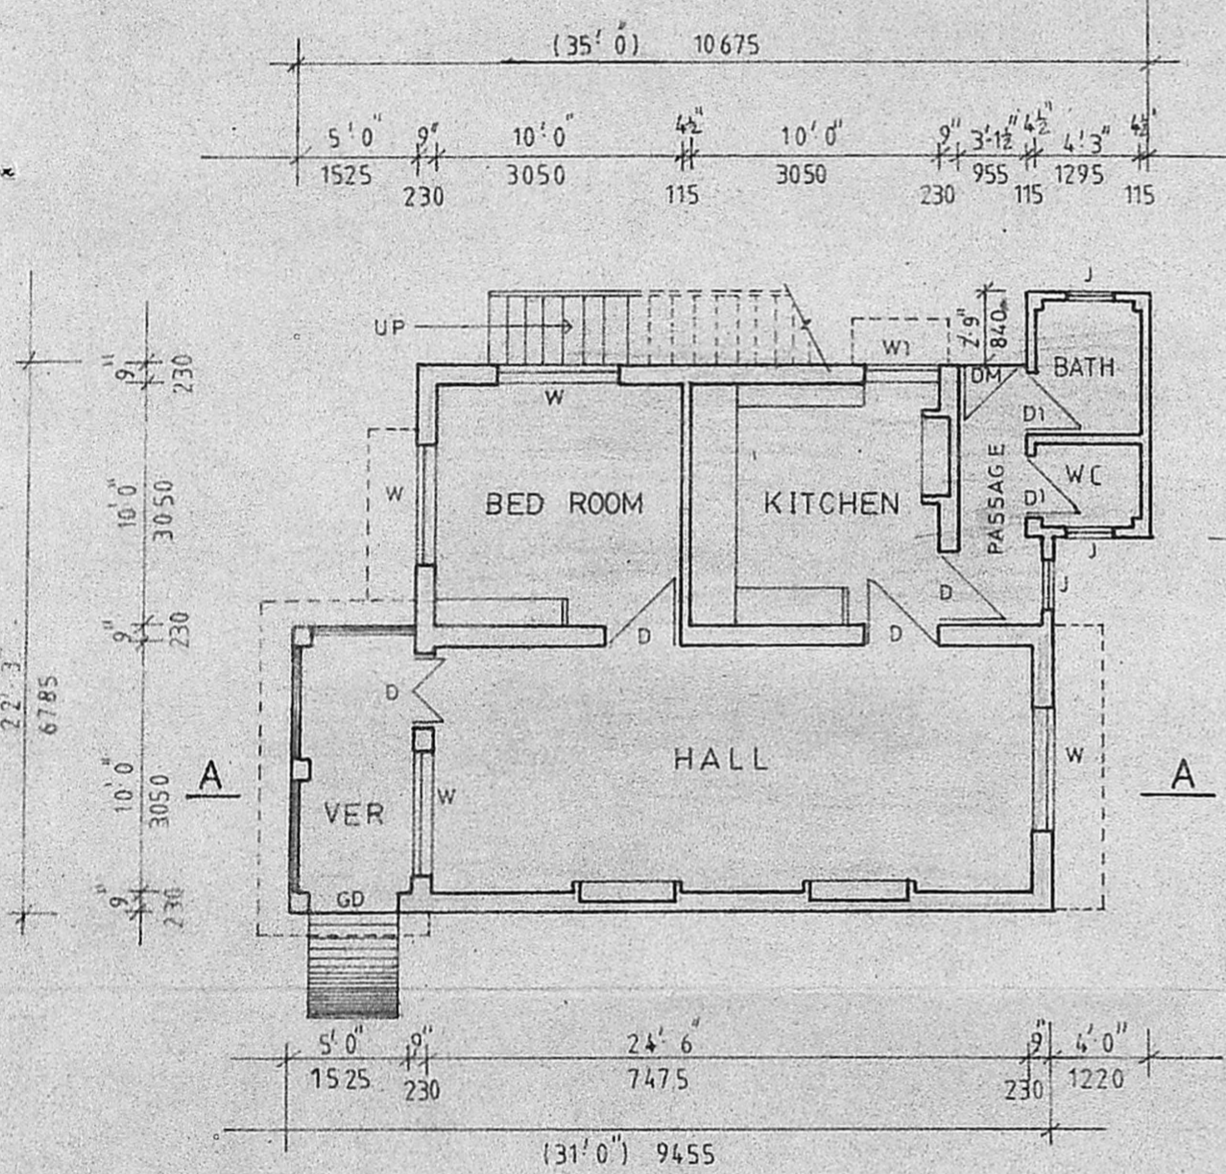 (35' 0") 10675
5'0" 9" 10'0" 4½" 10'0" 9" 3'-1½" 4½" 4'3" 4½"
1525 230 3050 115 3050 230 955 115 1295 115
J
UP
W1
2'9"
840
BATH
DM
D1
W
W
BED ROOM
KITCHEN
PASSAGE
WC
D1
J
J
D
D
D
9"
230
10'0"
3050
9"
230
22' 3"
6785
10'0"
3050
9"
230
A
D
HALL
W
A
W
VER
GD
5'0" 9" 24'-6" 9" 4'-0"
1525 230 7475 230 1220
(31'0") 9455